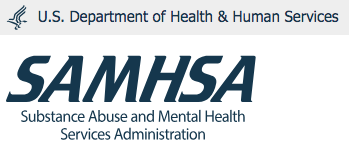 U.S. Department of Health & Human Services
SAMHSA
Substance Abuse and Mental Health
Services Administration